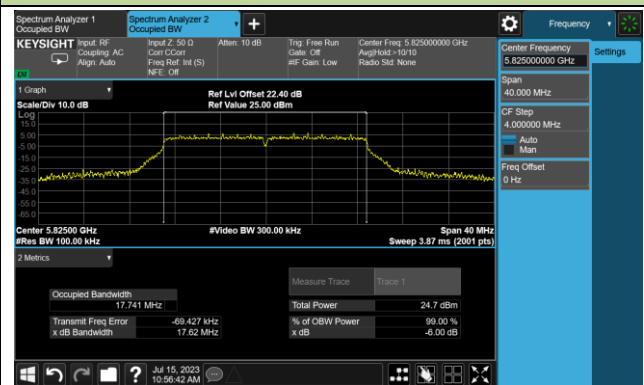 Spectrum Analyzer 1
Occupied BW
Spectrum Analyzer 2
Occupied BW
Frequency
KEYSIGHT
Input: RF
Coupling: AC
Align: Auto
Input Z: 50 Ω
Corr CCorr
Freq Ref: Int (S)
NFE: Off
Atten: 10 dB
Trig: Free Run
Gate: Off
#IF Gain: Low
Center Freq: 5.825000000 GHz
Avg|Hold:>10/10
Radio Std: None
Center Frequency
5.825000000 GHz
Settings
Span
40.000 MHz
CF Step
4.000000 MHz
Auto
Man
Freq Offset
0 Hz
1 Graph
Scale/Div 10.0 dB
Ref Lvl Offset 22.40 dB
Ref Value 25.00 dBm
Log
15.0
5.00
-5.00
-15.0
-25.0
-35.0
-45.0
-55.0
-65.0
Center 5.82500 GHz
#Video BW 300.00 kHz
Span 40 MHz
#Res BW 100.00 kHz
Sweep 3.87 ms (2001 pts)
2 Metrics
Measure Trace
Trace 1
Occupied Bandwidth
17.741 MHz
Total Power
24.7 dBm
Transmit Freq Error
-69.427 kHz
% of OBW Power
99.00 %
x dB Bandwidth
17.62 MHz
x dB
-6.00 dB
?
Jul 15, 2023
10:56:42 AM